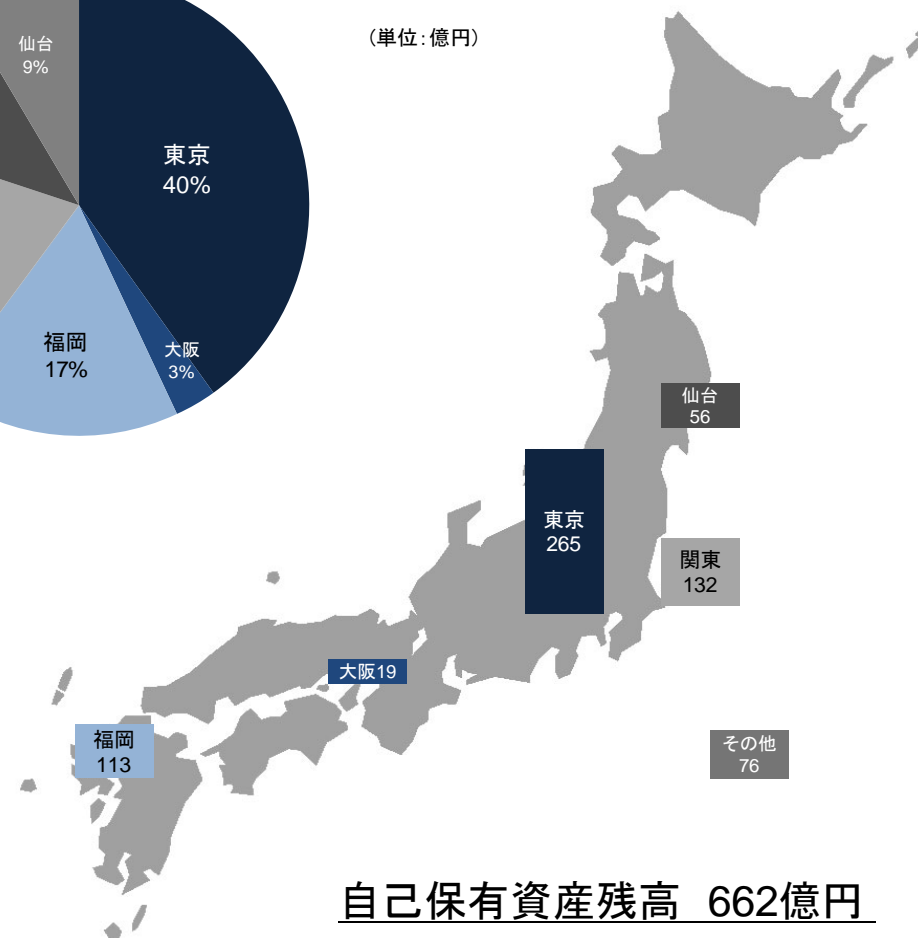 （単位：億円）
仙台
9%
東京
40%
福岡
17%
大阪
3%
仙台
56
東京
265
関東
132
大阪19
福岡
113
その他
76
自己保有資産残高 662億円